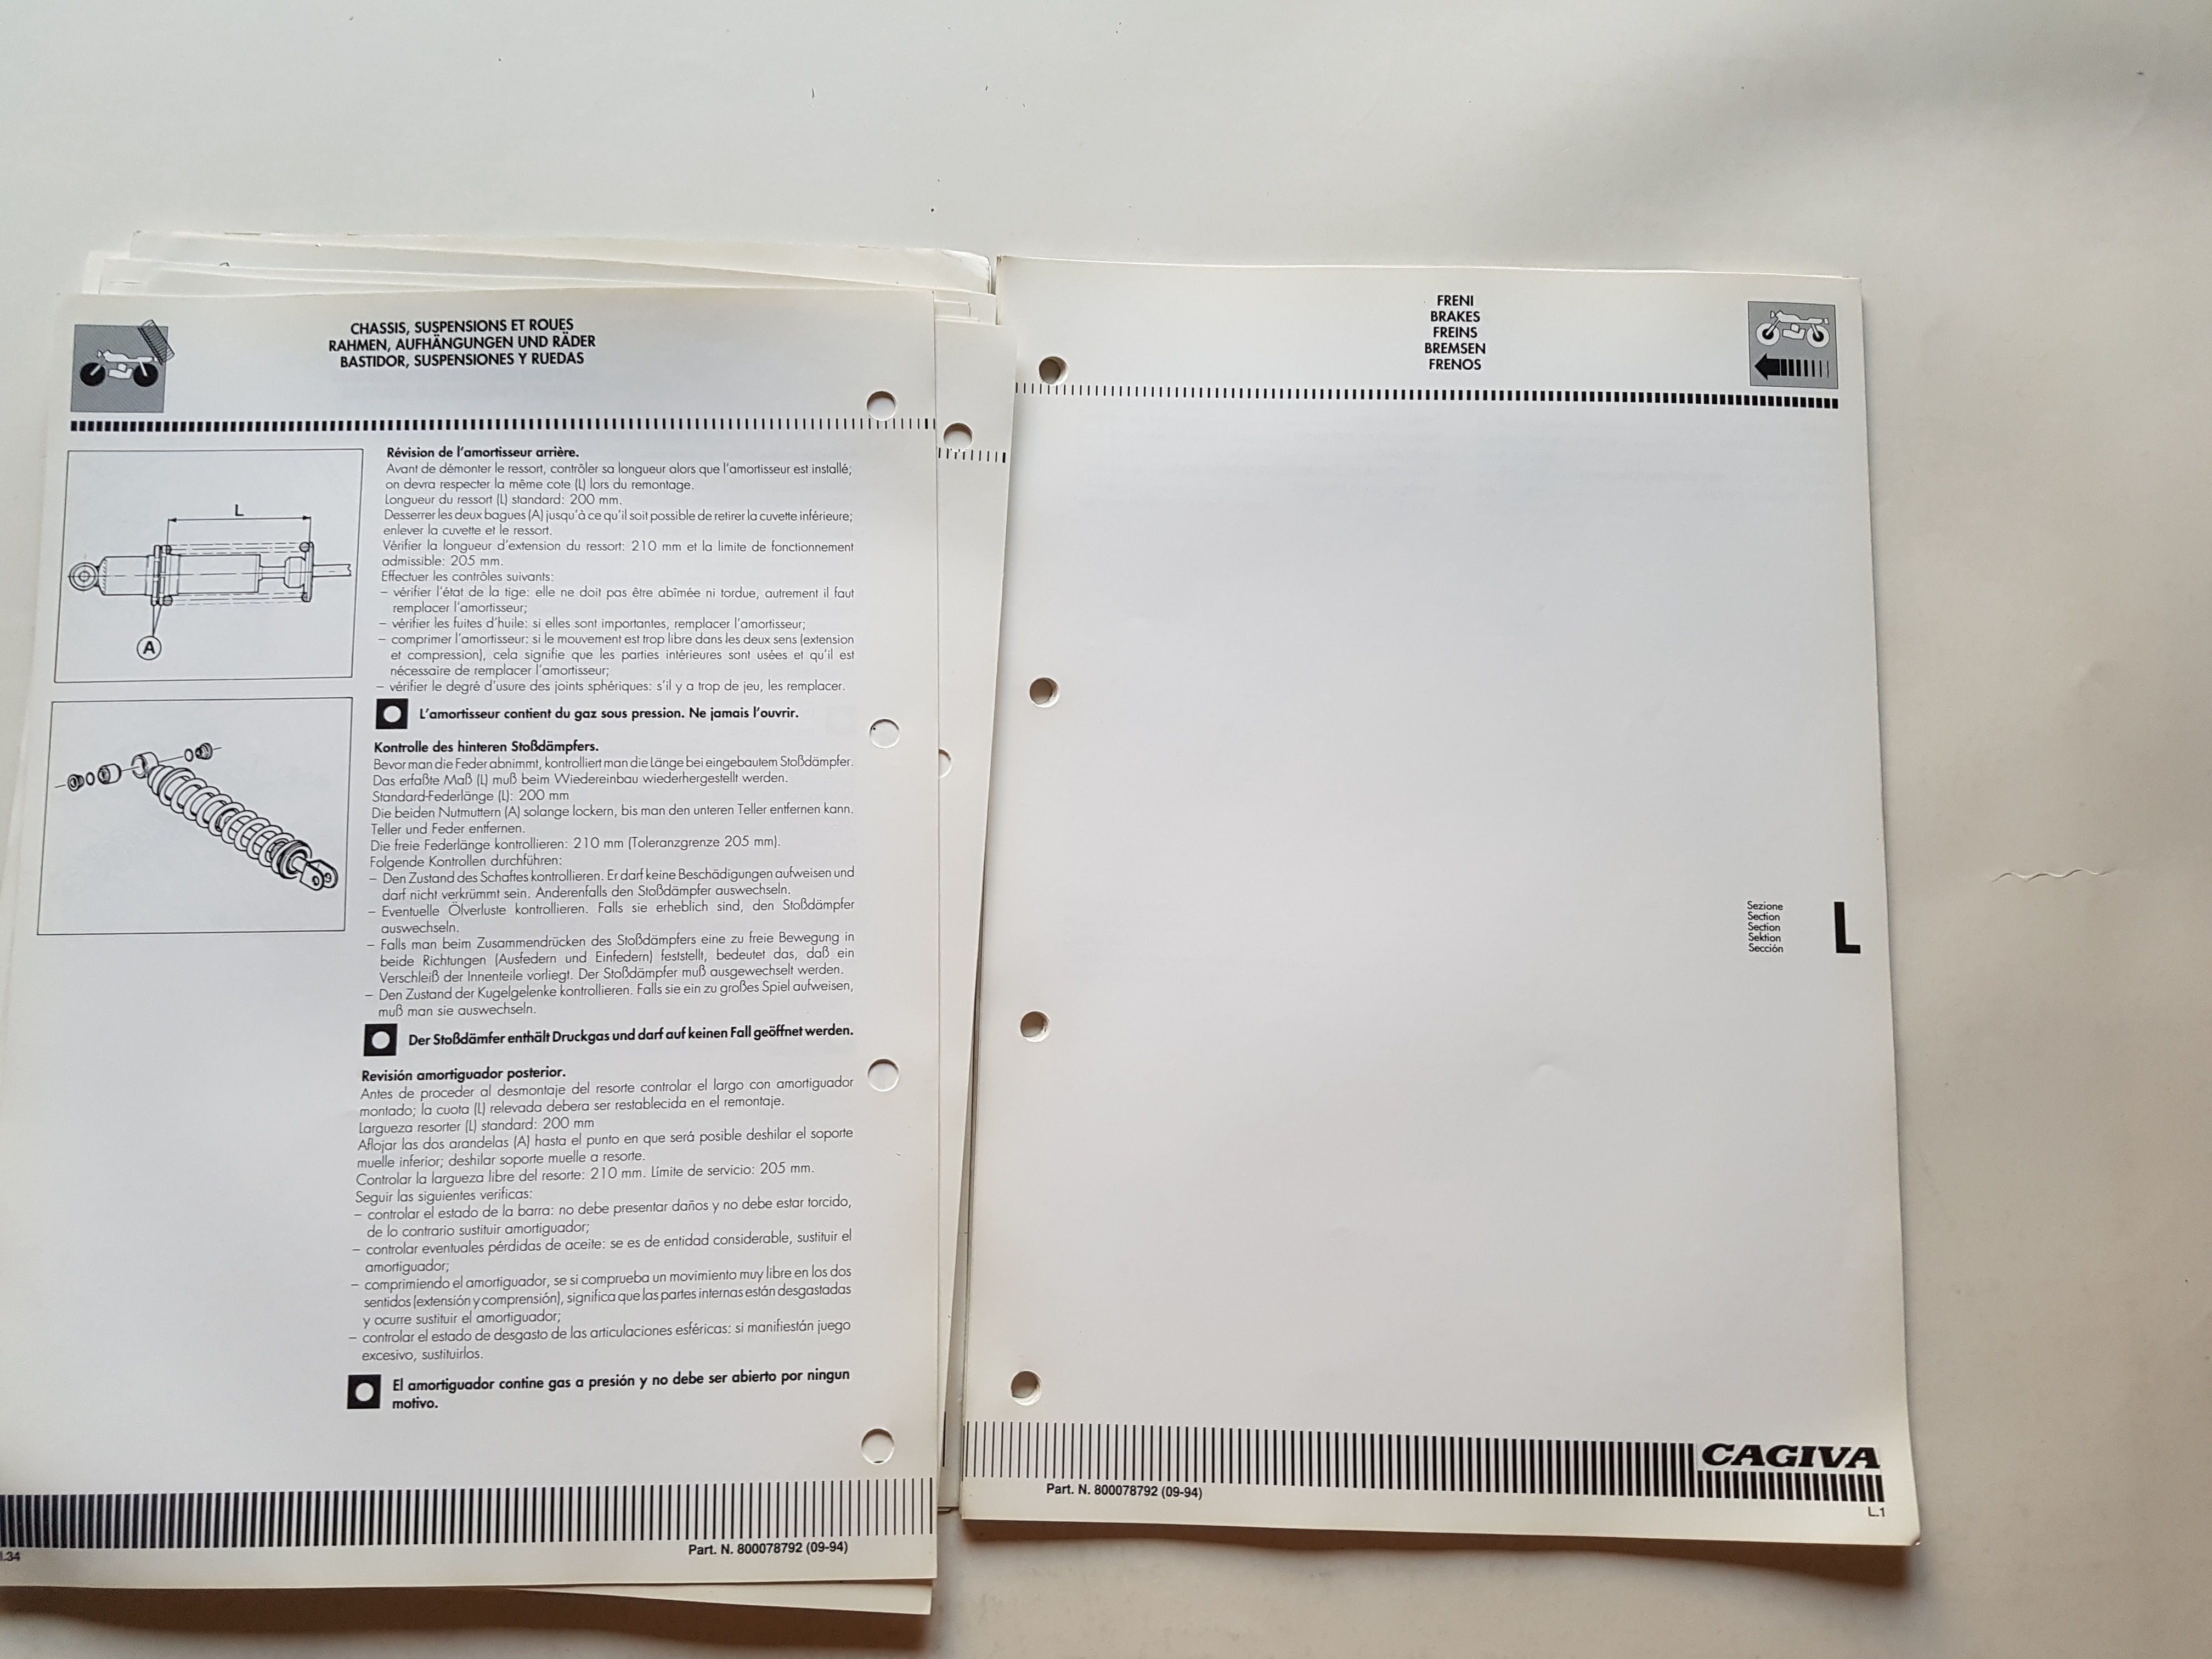 CHASSIS, SUSPENSIONS ET ROUES
RAHMEN, AUFHÄNGUNGEN UND RÄDER
BASTIDOR, SUSPENSIONES Y RUEDAS
L
A
Révision de l'amortisseur arrière.
Avant de démonter le ressort, contrôler sa longueur alors que l'amortisseur est installé;
on devra respecter la même cote (L) lors du remontage.
Longueur du ressort (L) standard: 200 mm.
Desserrer les deux bagues (A) jusqu'à ce qu'il soit possible de retirer la cuvette inférieure;
enlever la cuvette et le ressort.
Vérifier la longueur d'extension du ressort: 210 mm et la limite de fonctionnement
admissible: 205 mm.
Effectuer les contrôles suivants:
– vérifier l'état de la tige: elle ne doit pas être abîmée ni tordue, autrement il faut
remplacer l'amortisseur;
– vérifier les fuites d'huile: si elles sont importantes, remplacer l'amortisseur;
– comprimer l'amortisseur: si le mouvement est trop libre dans les deux sens (extension
et compression), cela signifie que les parties intérieures sont usées et qu'il est
nécessaire de remplacer l'amortisseur;
– vérifier le degré d'usure des joints sphériques: s'il y a trop de jeu, les remplacer.
L'amortisseur contient du gaz sous pression. Ne jamais l'ouvrir.
Kontrolle des hinteren Stoßdämpfers.
Bevor man die Feder abnimmt, kontrolliert man die Länge bei eingebautem Stoßdämpfer.
Das erfaßte Maß (L) muß beim Wiedereinbau wiederhergestellt werden.
Standard-Federlänge (L): 200 mm
Die beiden Nutmuttern (A) solange lockern, bis man den unteren Teller entfernen kann.
Teller und Feder entfernen.
Die freie Federlänge kontrollieren: 210 mm (Toleranzgrenze 205 mm).
Folgende Kontrollen durchführen:
– Den Zustand des Schaftes kontrollieren. Er darf keine Beschädigungen aufweisen und
darf nicht verkrümmt sein. Anderenfalls den Stoßdämpfer auswechseln.
– Eventuelle Ölverluste kontrollieren. Falls sie erheblich sind, den Stoßdämpfer
auswechseln.
– Falls man beim Zusammendrücken des Stoßdämpfers eine zu freie Bewegung in
beide Richtungen (Ausfedern und Einfedern) feststellt, bedeutet das, daß ein
Verschleiß der Innenteile vorliegt. Der Stoßdämpfer muß ausgewechselt werden.
– Den Zustand der Kugelgelenke kontrollieren. Falls sie ein zu großes Spiel aufweisen,
muß man sie auswechseln.
Der Stoßdämfer enthält Druckgas und darf auf keinen Fall geöffnet werden.
Revisión amortiguador posterior.
Antes de proceder al desmontaje del resorte controlar el largo con amortiguador
montado; la cuota (L) relevada debera ser restablecida en el remontaje.
Largueza resorter (L) standard: 200 mm
Aflojar las dos arandelas (A) hasta el punto en que será posible deshilar el soporte
muelle inferior; deshilar soporte muelle a resorte.
Controlar la largueza libre del resorte: 210 mm. Límite de servicio: 205 mm.
Seguir las siguientes verificas:
– controlar el estado de la barra: no debe presentar daños y no debe estar torcido,
de lo contrario sustituir amortiguador;
– controlar eventuales pérdidas de aceite: se es de entidad considerable, sustituir el
amortiguador;
– comprimiendo el amortiguador, se si comprueba un movimiento muy libre en los dos
sentidos (extensión y comprensión), significa que las partes internas están desgastadas
y ocurre sustituir el amortiguador;
– controlar el estado de desgasto de las articulaciones esféricas: si manifiestán juego
excesivo, sustituirlos.
El amortiguador contine gas a presión y no debe ser abierto por ningun
motivo.
Part. N. 800078792 (09-94)
I.34
FRENI
BRAKES
FREINS
BREMSEN
FRENOS
Sezione
Section
Section
Sektion
Sección
L
CAGIVA
Part. N. 800078792 (09-94)
L.1